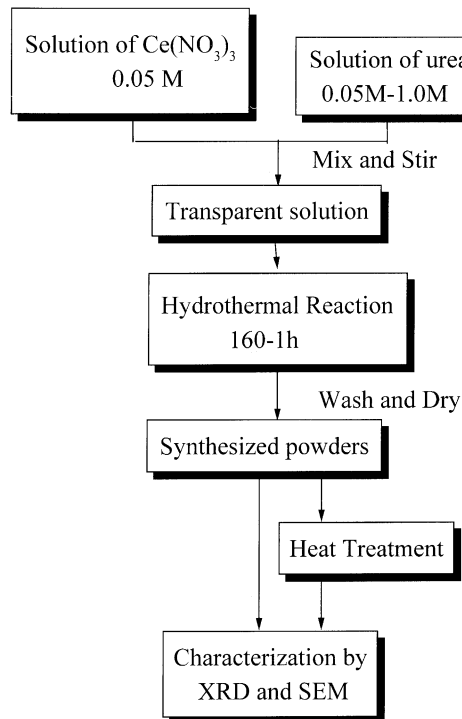 Solution of Ce(NO3)3
0.05 M
Solution of urea
0.05M-1.0M
Mix and Stir
Transparent solution
Hydrothermal Reaction
160-1h
Wash and Dry
Synthesized powders
Heat Treatment
Characterization by
XRD and SEM